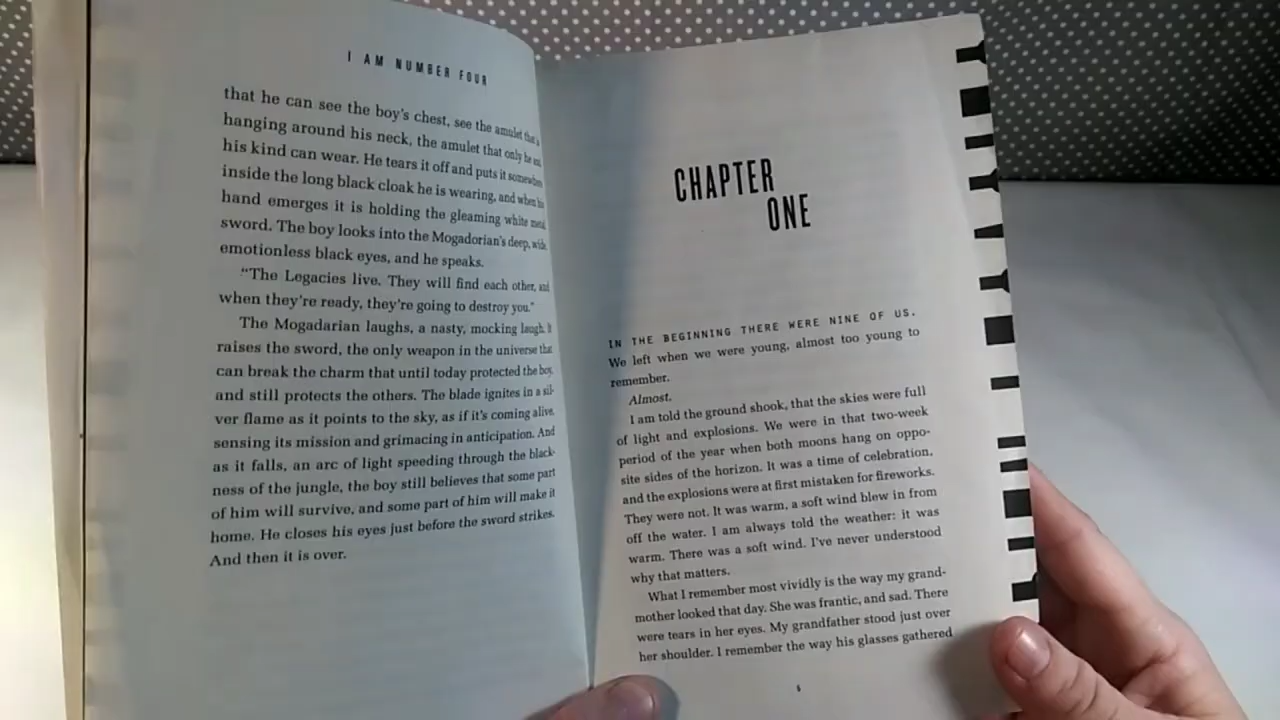 I AM NUMBER FOUR
that he can see the boy's chest, see the amulet that is
hanging around his neck, the amulet that only he and
his kind can wear. He tears it off and puts it somewhere
inside the long black cloak he is wearing, and when his
hand emerges it is holding the gleaming white metal
sword. The boy looks into the Mogadorian's deep, wide,
emotionless black eyes, and he speaks.
"The Legacies live. They will find each other, and
when they're ready, they're going to destroy you."
The Mogadarian laughs, a nasty, mocking laugh. It
raises the sword, the only weapon in the universe that
can break the charm that until today protected the boy,
and still protects the others. The blade ignites in a sil-
ver flame as it points to the sky, as if it's coming alive,
sensing its mission and grimacing in anticipation. And
as it falls, an arc of light speeding through the black-
ness of the jungle, the boy still believes that some part
of him will survive, and some part of him will make it
home. He closes his eyes just before the sword strikes.
And then it is over.
CHAPTER
ONE
IN THE BEGINNING THERE WERE NINE OF US.
We left when we were young, almost too young to
remember.
Almost.
I am told the ground shook, that the skies were full
of light and explosions. We were in that two-week
period of the year when both moons hang on oppo-
site sides of the horizon. It was a time of celebration,
and the explosions were at first mistaken for fireworks.
They were not. It was warm, a soft wind blew in from
off the water. I am always told the weather: it was
warm. There was a soft wind. I've never understood
why that matters.
What I remember most vividly is the way my grand-
mother looked that day. She was frantic, and sad. There
were tears in her eyes. My grandfather stood just over
her shoulder. I remember the way his glasses gathered